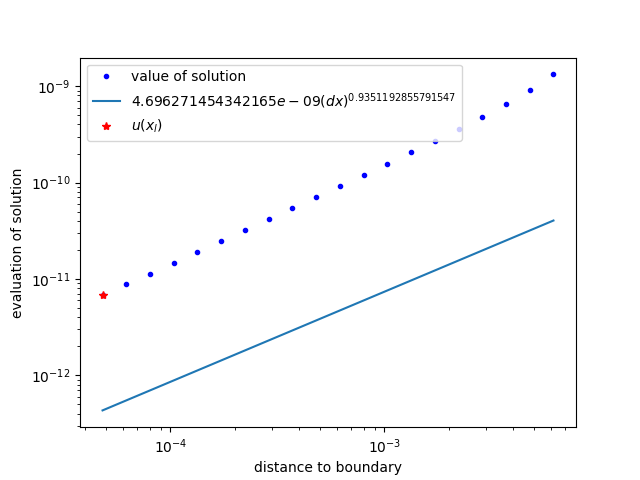 value of solution
4.696271454342165e − 09(dx)^0.9351192855791547
u(x_l)
10^−9
10^−10
10^−11
10^−12
evaluation of solution
10^−4
10^−3
distance to boundary